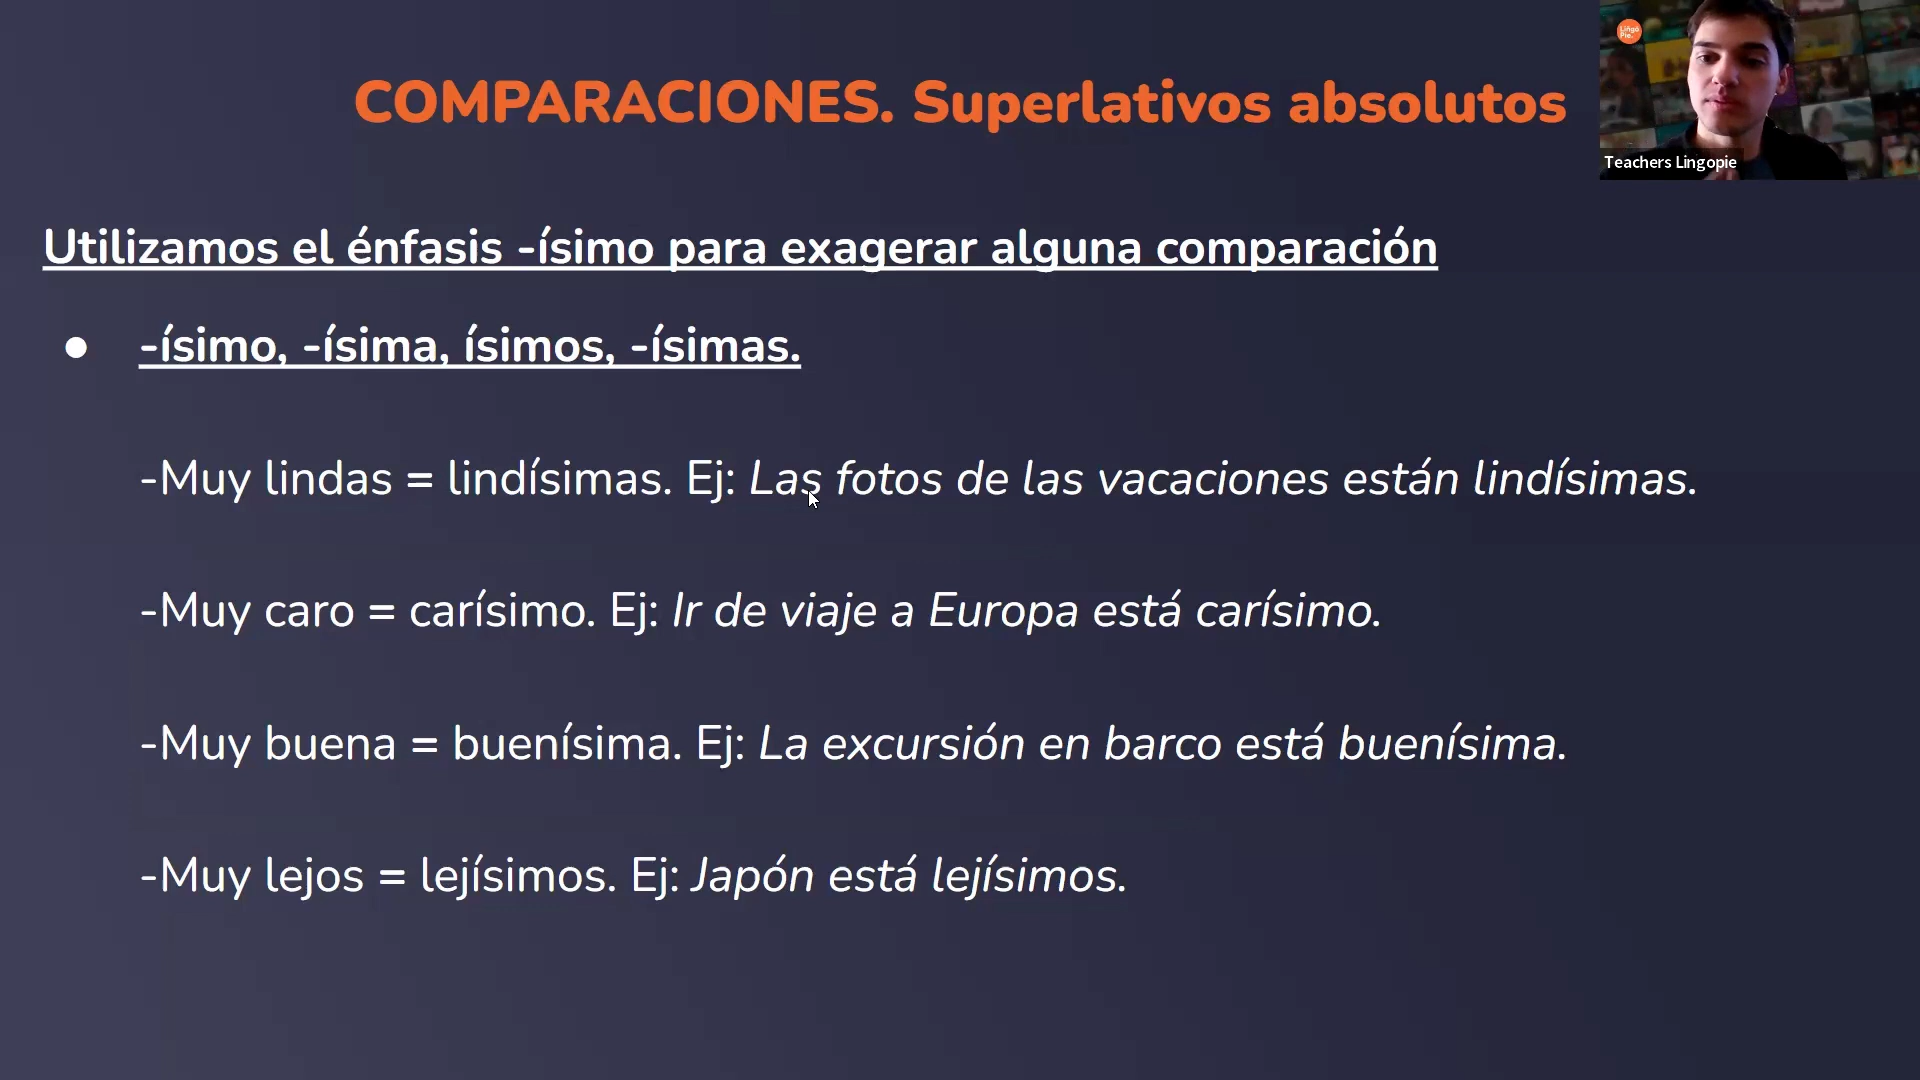 COMPARACIONES. Superlativos absolutos
Lingo
Pie.
Teachers Lingopie
Utilizamos el énfasis -ísimo para exagerar alguna comparación
● -ísimo, -ísima, ísimos, -ísimas.
-Muy lindas = lindísimas. Ej: Las fotos de las vacaciones están lindísimas.
-Muy caro = carísimo. Ej: Ir de viaje a Europa está carísimo.
-Muy buena = buenísima. Ej: La excursión en barco está buenísima.
-Muy lejos = lejísimos. Ej: Japón está lejísimos.